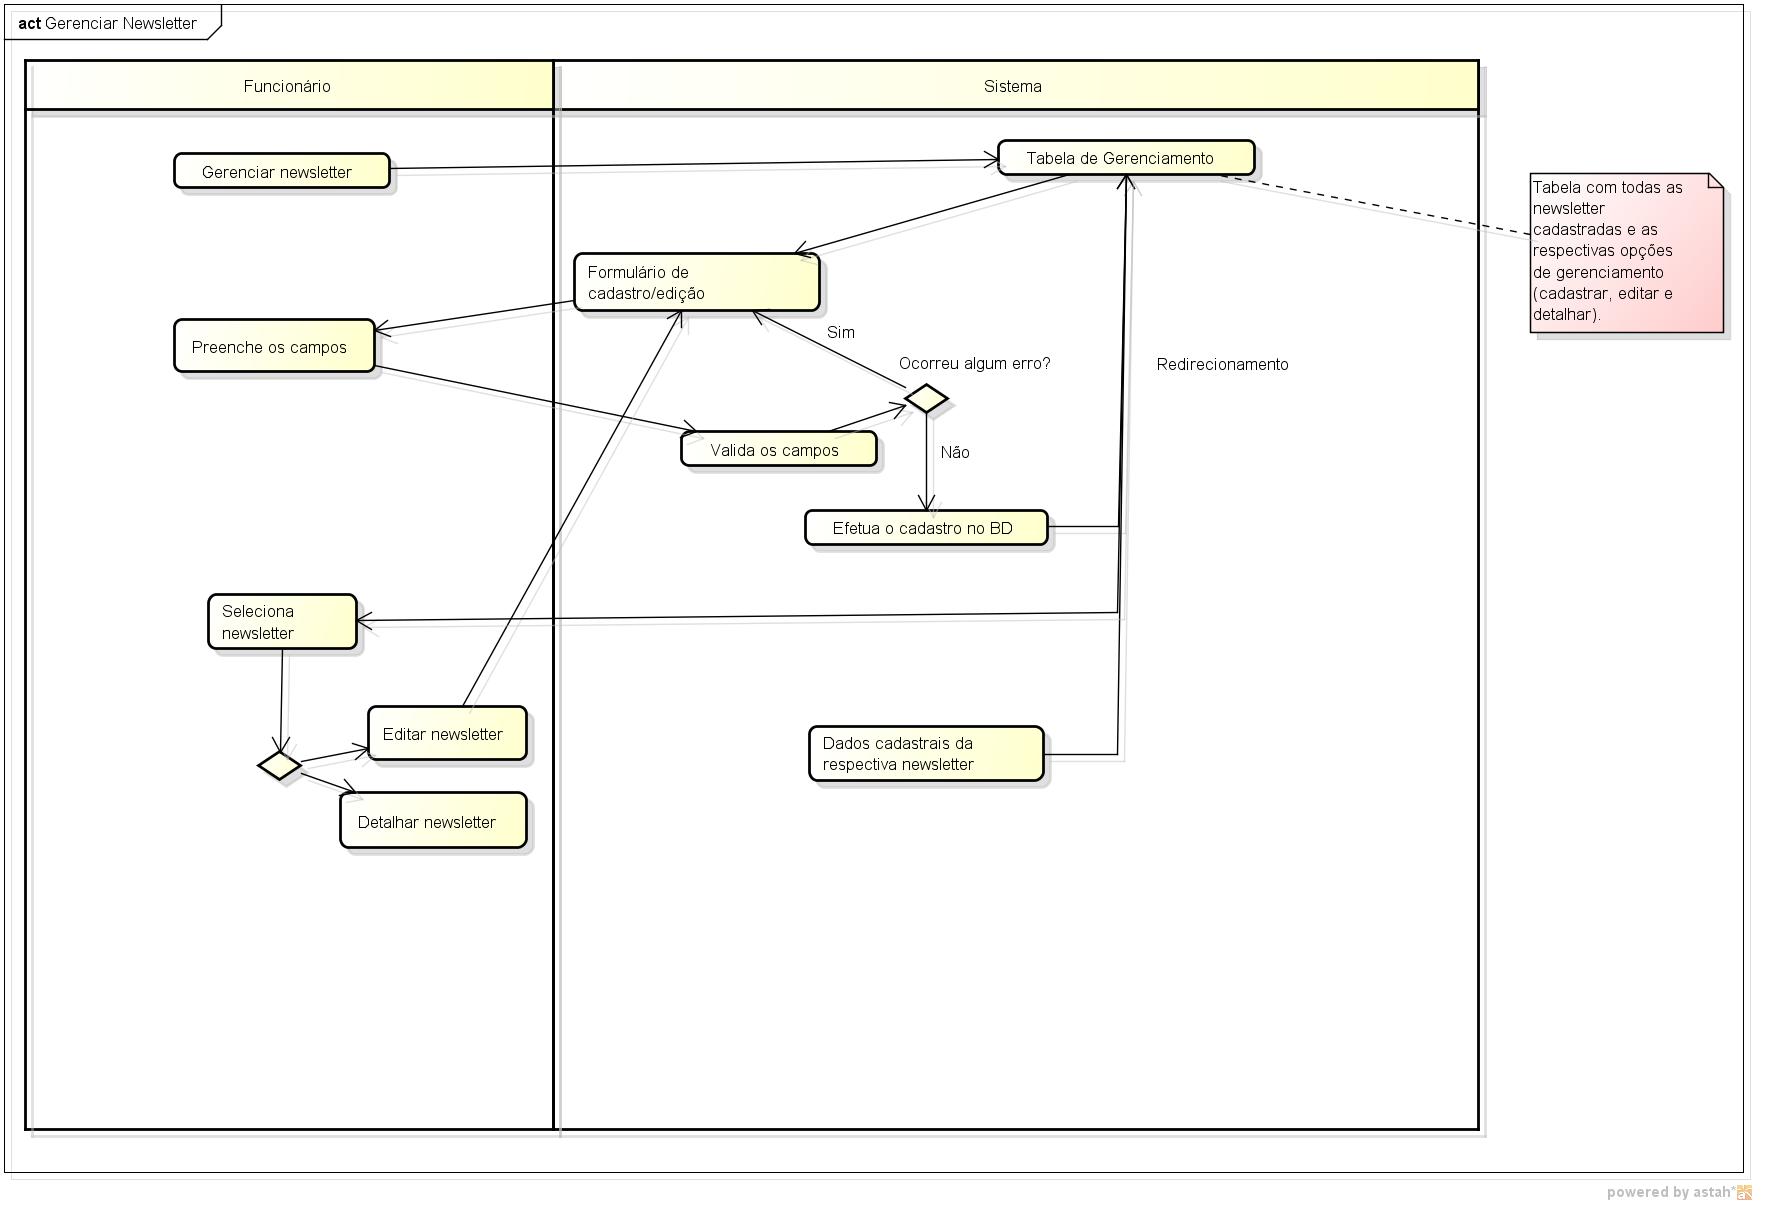 act Gerenciar Newsletter
Funcionário
Sistema
Gerenciar newsletter
Tabela de Gerenciamento
Tabela com todas as
newsletter
cadastradas e as
respectivas opções
de gerenciamento
(cadastrar, editar e
detalhar).
Formulário de
cadastro/edição
Preenche os campos
Sim
Ocorreu algum erro?
Redirecionamento
Valida os campos
Não
Efetua o cadastro no BD
Seleciona
newsletter
Editar newsletter
Dados cadastrais da
respectiva newsletter
Detalhar newsletter
powered by astah*